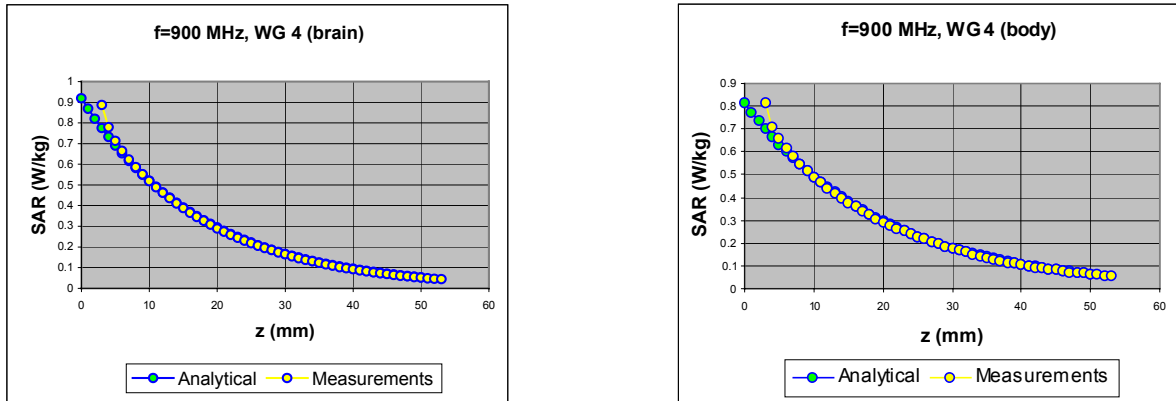 f=900 MHz, WG 4 (brain)
1
0.9
0.8
0.7
0.6
0.5
0.4
0.3
0.2
0.1
0
SAR (W/kg)
0 10 20 30 40 50 60
z (mm)
Analytical Measurements
f=900 MHz, WG 4 (body)
0.9
0.8
0.7
0.6
0.5
0.4
0.3
0.2
0.1
0
SAR (W/kg)
0 10 20 30 40 50 60
z (mm)
Analytical Measurements